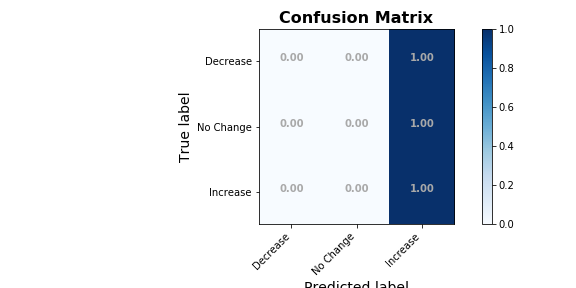 Confusion Matrix
True label
Decrease 0.00 0.00 1.00
No Change 0.00 0.00 1.00
Increase 0.00 0.00 1.00
Decrease No Change Increase
Predicted label
1.0
0.8
0.6
0.4
0.2
0.0